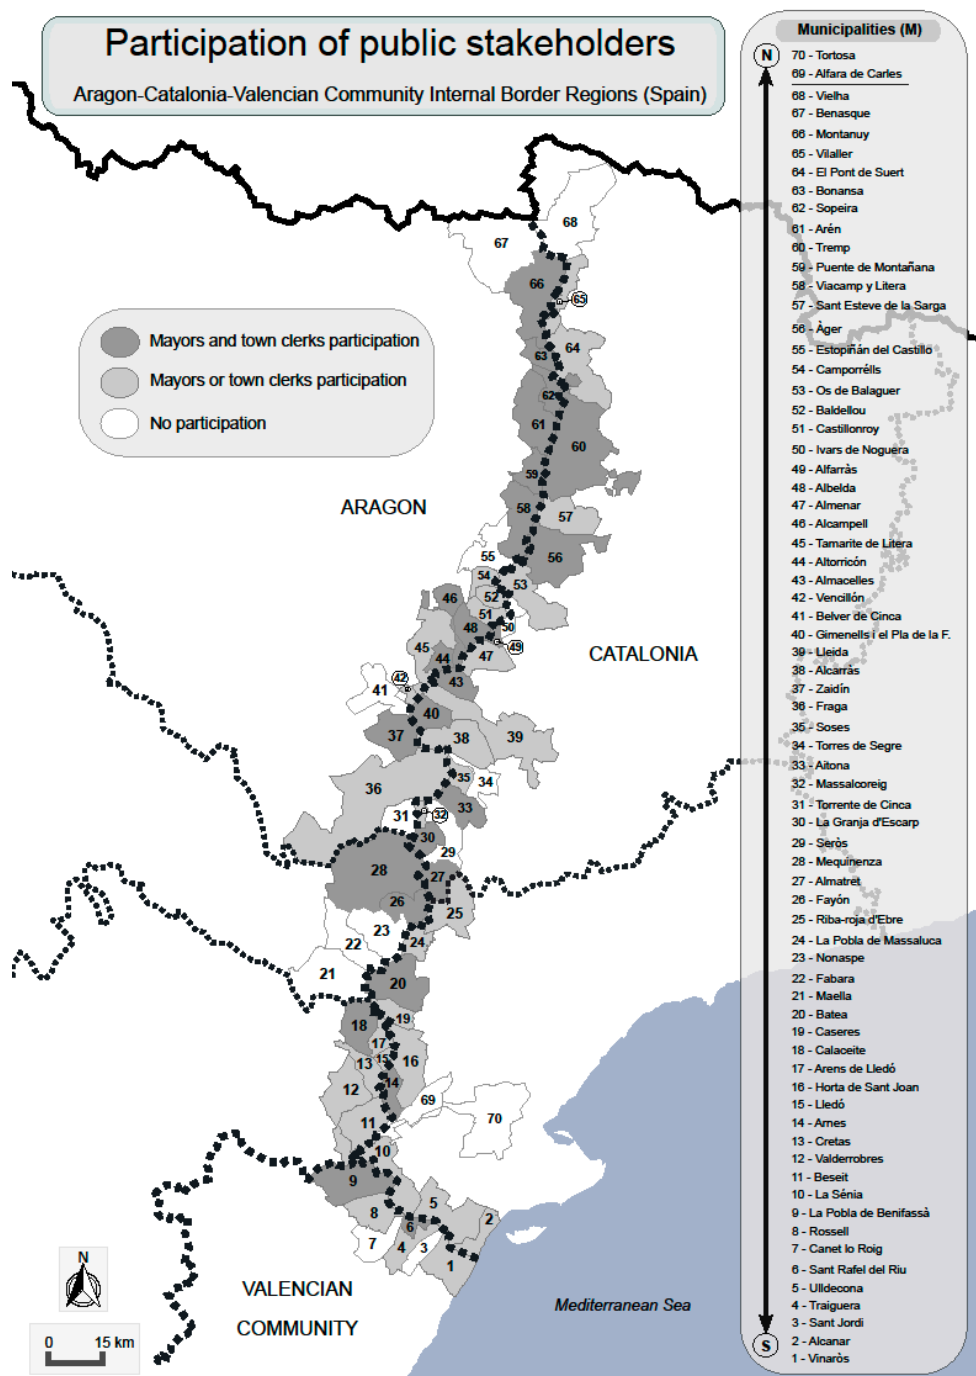 Participation of public stakeholders
Aragon-Catalonia-Valencian Community Internal Border Regions (Spain)
Mayors and town clerks participation
Mayors or town clerks participation
No participation
ARAGON
CATALONIA
VALENCIAN
COMMUNITY
Mediterranean Sea
N
0 15 km
68
67
66
65
64
63
62
61
60
59
58
57
56
55
54
53
52
51
50
49
48
47
46
45
44
43
42
41
40
39
38
37
36
35
34
33
32
31
30
29
28
27
26
25
24
23
22
21
20
19
18
17
16
15
14
13
12
11
69
70
10
9
8
7
6
5
4
3
2
1
Municipalities (M)
N
70 - Tortosa
69 - Alfara de Carles
68 - Vielha
67 - Benasque
66 - Montanuy
65 - Vilaller
64 - El Pont de Suert
63 - Bonansa
62 - Sopeira
61 - Arén
60 - Tremp
59 - Puente de Montañana
58 - Viacamp y Litera
57 - Sant Esteve de la Sarga
56 - Àger
55 - Estopiñán del Castillo
54 - Camporrélls
53 - Os de Balaguer
52 - Baldellou
51 - Castillonroy
50 - Ivars de Noguera
49 - Alfarràs
48 - Albelda
47 - Almenar
46 - Alcampell
45 - Tamarite de Litera
44 - Altorricón
43 - Almacelles
42 - Vencillón
41 - Belver de Cinca
40 - Gimenells i el Pla de la F.
39 - Lleida
38 - Alcarràs
37 - Zaidín
36 - Fraga
35 - Soses
34 - Torres de Segre
33 - Aitona
32 - Massalcoreig
31 - Torrente de Cinca
30 - La Granja d'Escarp
29 - Seròs
28 - Mequinenza
27 - Almatret
26 - Fayón
25 - Riba-roja d'Ebre
24 - La Pobla de Massaluca
23 - Nonaspe
22 - Fabara
21 - Maella
20 - Batea
19 - Caseres
18 - Calaceite
17 - Arens de Lledó
16 - Horta de Sant Joan
15 - Lledó
14 - Arnes
13 - Cretas
12 - Valderrobres
11 - Beseit
10 - La Sénia
9 - La Pobla de Benifassà
8 - Rossell
7 - Canet lo Roig
6 - Sant Rafel del Riu
5 - Ulldecona
4 - Traiguera
3 - Sant Jordi
2 - Alcanar
1 - Vinaròs
S